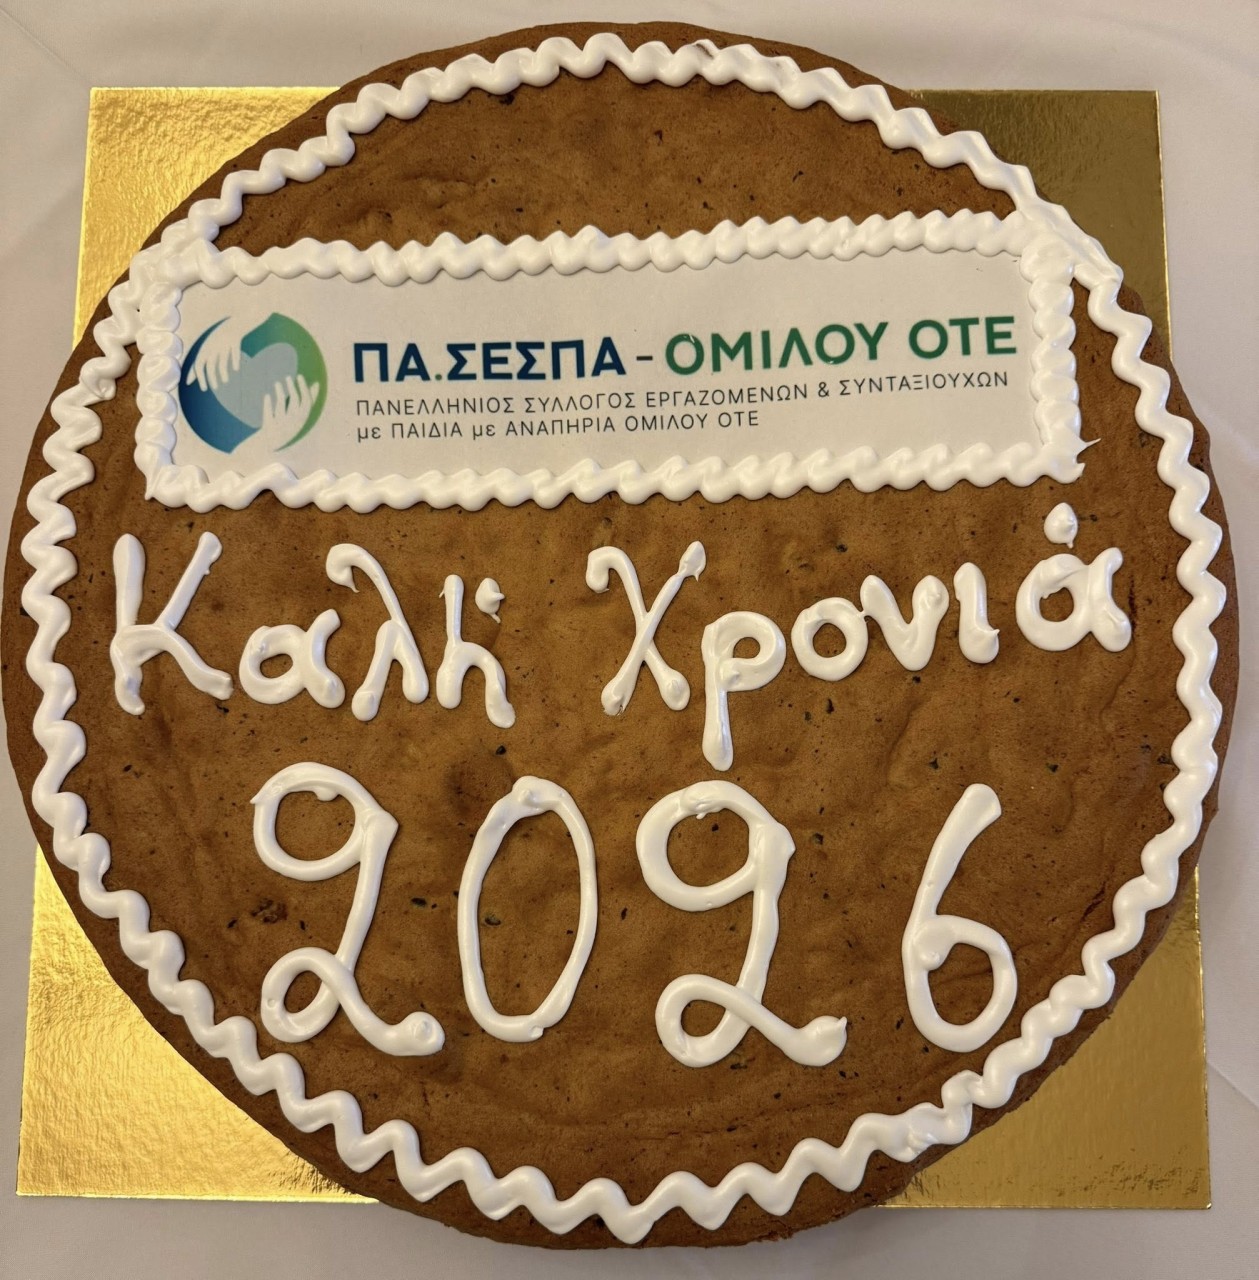 ΠΑ.ΣΕΣΠΑ - ΟΜΙΛΟΥ ΟΤΕ
ΠΑΝΕΛΛΗΝΙΟΣ ΣΥΛΛΟΓΟΣ ΕΡΓΑΖΟΜΕΝΩΝ & ΣΥΝΤΑΞΙΟΥΧΩΝ
με ΠΑΙΔΙΑ με ΑΝΑΠΗΡΙΑ ΟΜΙΛΟΥ ΟΤΕ
Καλή Χρονιά
2026